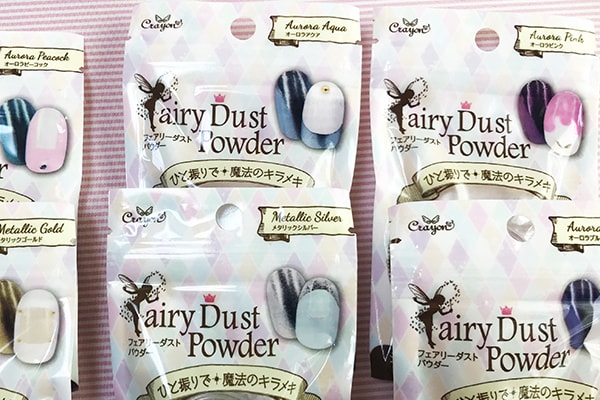 Aurora Peacock
オーロラピーコック
Crayon
Aurora Aqua
オーロラアクア
Fairy Dust
フェアリーダスト
パウダー
Powder
ひと振りで✦魔法のキラメキ
Crayon
Aurora Pink
オーロラピンク
Fairy Dust
フェアリーダスト
パウダー
Powder
ひと振りで✦魔法のキラメキ
Metallic Gold
タリックゴールド
Crayon
Metallic Silver
メタリックシルバー
Fairy Dust
フェアリーダスト
パウダー
Powder
ひと振りで✦魔法のキラメキ
Crayon
Aurora
オーロラブル
Fairy Dust
フェアリーダスト
パウダー
Powder
ひと振りで✦魔法のキラメキ